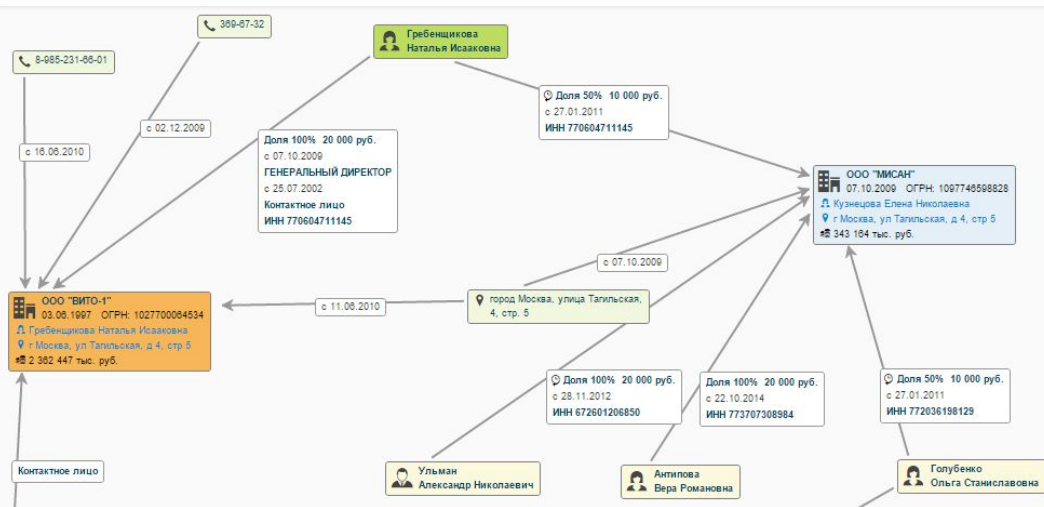 369-67-32
8-985-231-66-01
Гребенщикова
Наталья Исааковна
Доля 50% 10 000 руб.
с 27.01.2011
ИНН 770604711145
с 02.12.2009
с 16.06.2010
Доля 100% 20 000 руб.
с 07.10.2009
ГЕНЕРАЛЬНЫЙ ДИРЕКТОР
с 25.07.2002
Контактное лицо
ИНН 770604711145
ООО "МИСАН"
07.10.2009 ОГРН: 1097746598828
Кузнецова Елена Николаевна
г Москва, ул Тагильская, д 4, стр 5
343 164 тыс. руб.
с 07.10.2009
ООО "ВИТО-1"
03.06.1997 ОГРН: 1027700064534
Гребенщикова Наталья Исааковна
г Москва, ул Тагильская, д 4, стр 5
2 362 447 тыс. руб.
с 11.06.2010
город Москва, улица Тагильская,
4, стр. 5
Доля 100% 20 000 руб.
с 28.11.2012
ИНН 672601206850
Доля 100% 20 000 руб.
с 22.10.2014
ИНН 773707308984
Доля 50% 10 000 руб.
с 27.01.2011
ИНН 772036198129
Контактное лицо
Ульман
Александр Николаевич
Антипова
Вера Романовна
Голубенко
Ольга Станиславовна